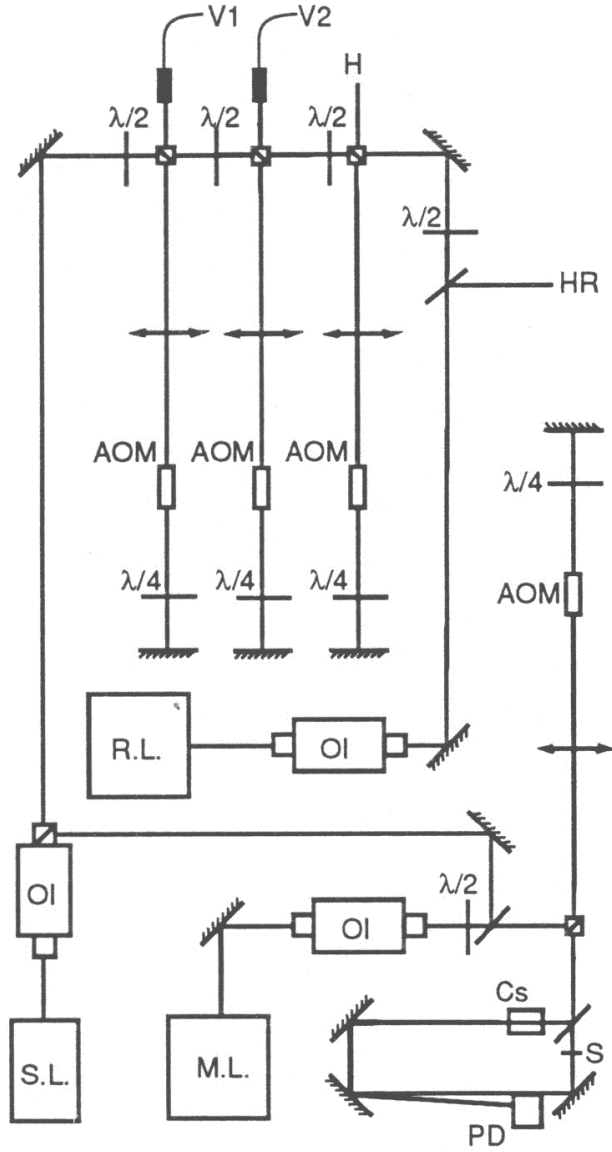 V1 V2
H
λ/2 λ/2 λ/2
λ/2
HR
AOM AOM AOM
λ/4
λ/4 λ/4 λ/4
AOM
R.L. OI
OI
λ/2
OI
Cs
S.L. M.L. S
PD